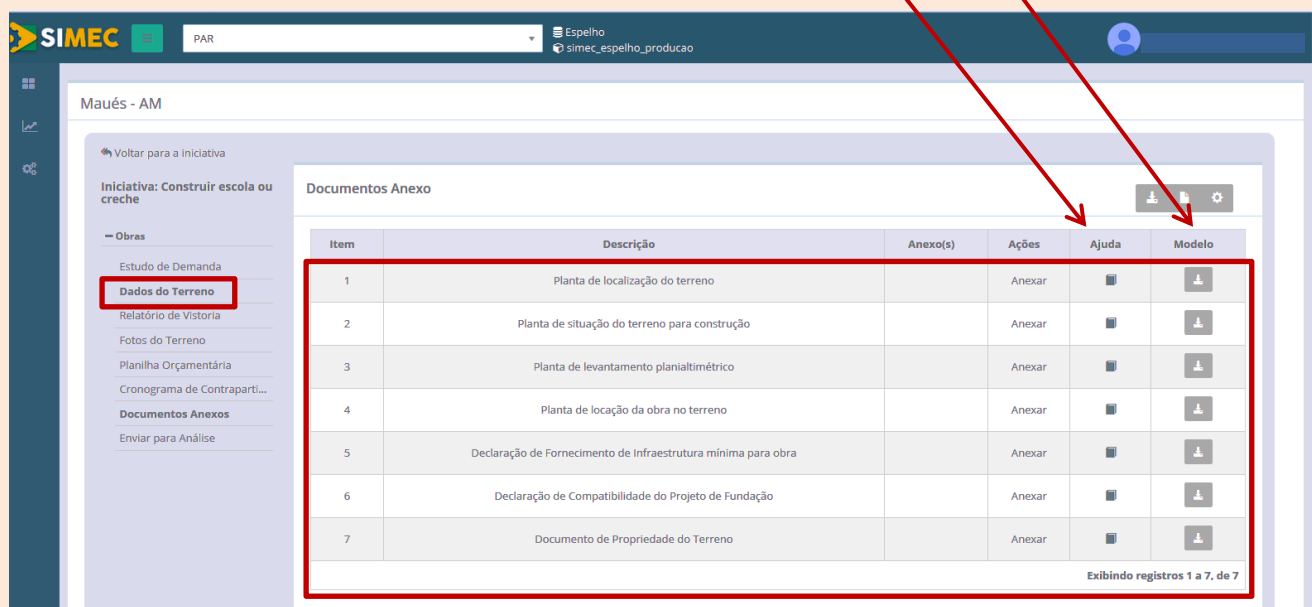 SIMEC
PAR
Espelho
simec_espelho_producao
Maués - AM
Voltar para a iniciativa
Iniciativa: Construir escola ou
creche
Obras
Estudo de Demanda
Dados do Terreno
Relatório de Vistoria
Fotos do Terreno
Planilha Orçamentária
Cronograma de Contraparti...
Documentos Anexos
Enviar para Análise
Documentos Anexo
Item Descrição Anexo(s) Ações Ajuda Modelo
1 Planta de localização do terreno Anexar
2 Planta de situação do terreno para construção Anexar
3 Planta de levantamento planialtimétrico Anexar
4 Planta de locação da obra no terreno Anexar
5 Declaração de Fornecimento de Infraestrutura mínima para obra Anexar
6 Declaração de Compatibilidade do Projeto de Fundação Anexar
7 Documento de Propriedade do Terreno Anexar
Exibindo registros 1 a 7, de 7